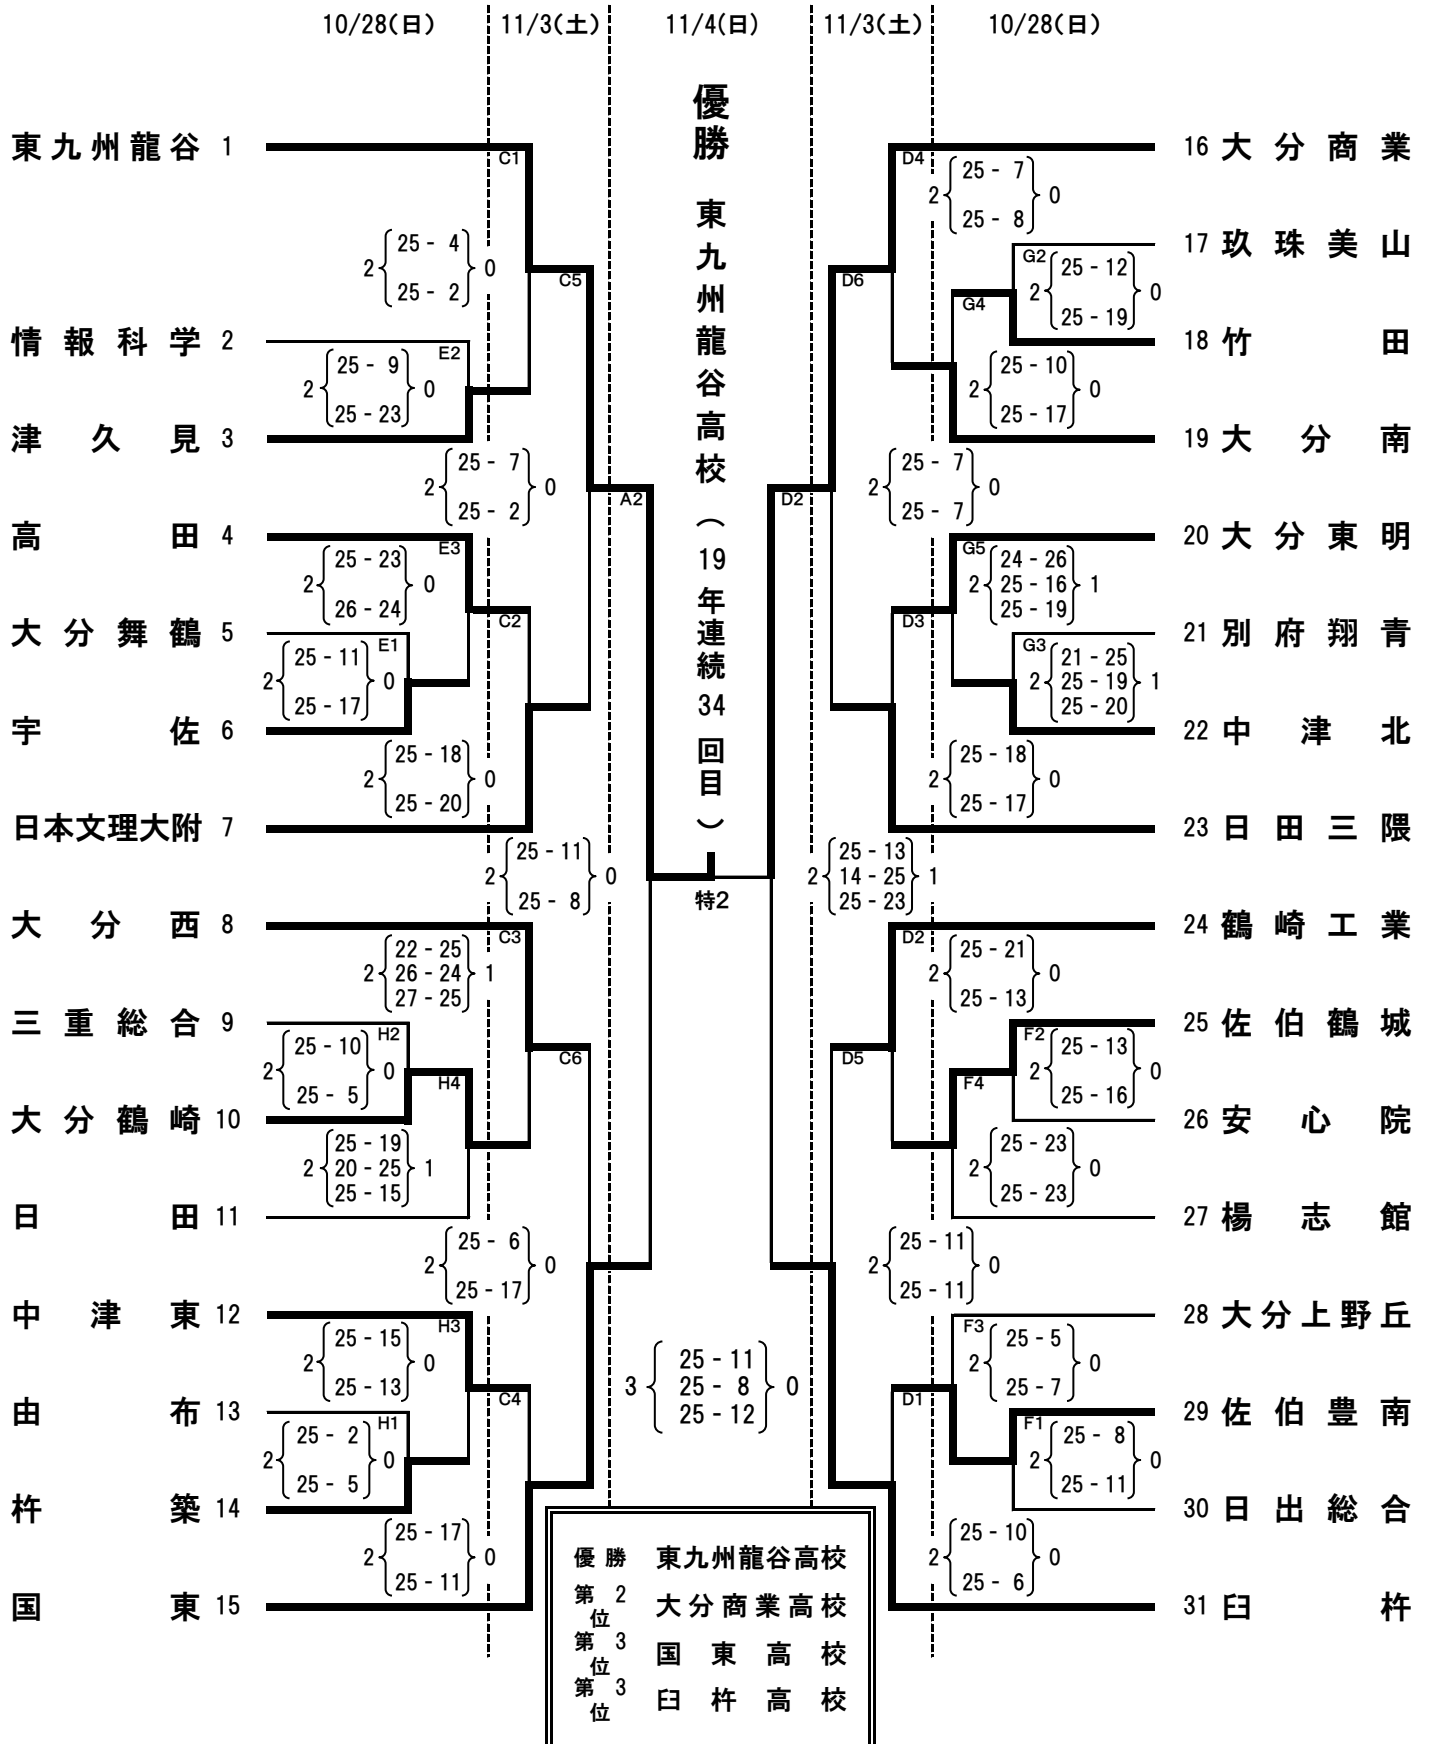 10/28(日) 11/3(土) 11/4(日) 11/3(土) 10/28(日)
優勝 東九州龍谷高校 (19年連続34回目)
東九州龍谷 1
C1
2 25 - 4 0
25 - 2
C5
情報科学 2
E2
2 25 - 9 0
25 - 23
津久見 3
2 25 - 7 0
25 - 2
A2
高田 4
E3
2 25 - 23 0
26 - 24
C2
大分舞鶴 5
E1
2 25 - 11 0
25 - 17
宇佐 6
2 25 - 18 0
25 - 20
日本文理大附 7
2 25 - 11 0
25 - 8
特2
大分西 8
C3
22 - 25
2 26 - 24 1
27 - 25
三重総合 9
H2
2 25 - 10 0
25 - 5
C6
H4
大分鶴崎 10
25 - 19
2 20 - 25 1
25 - 15
日田 11
2 25 - 6 0
25 - 17
中津東 12
H3
2 25 - 15 0
25 - 13
C4
由布 13
H1
2 25 - 2 0
25 - 5
杵築 14
2 25 - 17 0
25 - 11
国東 15
25 - 11
3 25 - 8 0
25 - 12
16 大分商業
D4
2 25 - 7 0
25 - 8
17 玖珠美山
G2
2 25 - 12 0
25 - 19
D6
G4
18 竹田
2 25 - 10 0
25 - 17
19 大分南
2 25 - 7 0
25 - 7
D2
20 大分東明
G5
24 - 26
2 25 - 16 1
25 - 19
D3
21 別府翔青
G3
21 - 25
2 25 - 19 1
25 - 20
22 中津北
2 25 - 18 0
25 - 17
23 日田三隈
25 - 13
2 14 - 25 1
25 - 23
24 鶴崎工業
D2
2 25 - 21 0
25 - 13
25 佐伯鶴城
F2
2 25 - 13 0
25 - 16
D5
F4
26 安心院
2 25 - 23 0
25 - 23
27 楊志館
2 25 - 11 0
25 - 11
28 大分上野丘
F3
2 25 - 5 0
25 - 7
D1
29 佐伯豊南
F1
2 25 - 8 0
25 - 11
30 日出総合
2 25 - 10 0
25 - 6
31 臼杵
優勝 東九州龍谷高校
第2位 大分商業高校
第3位 国東高校
第3位 臼杵高校